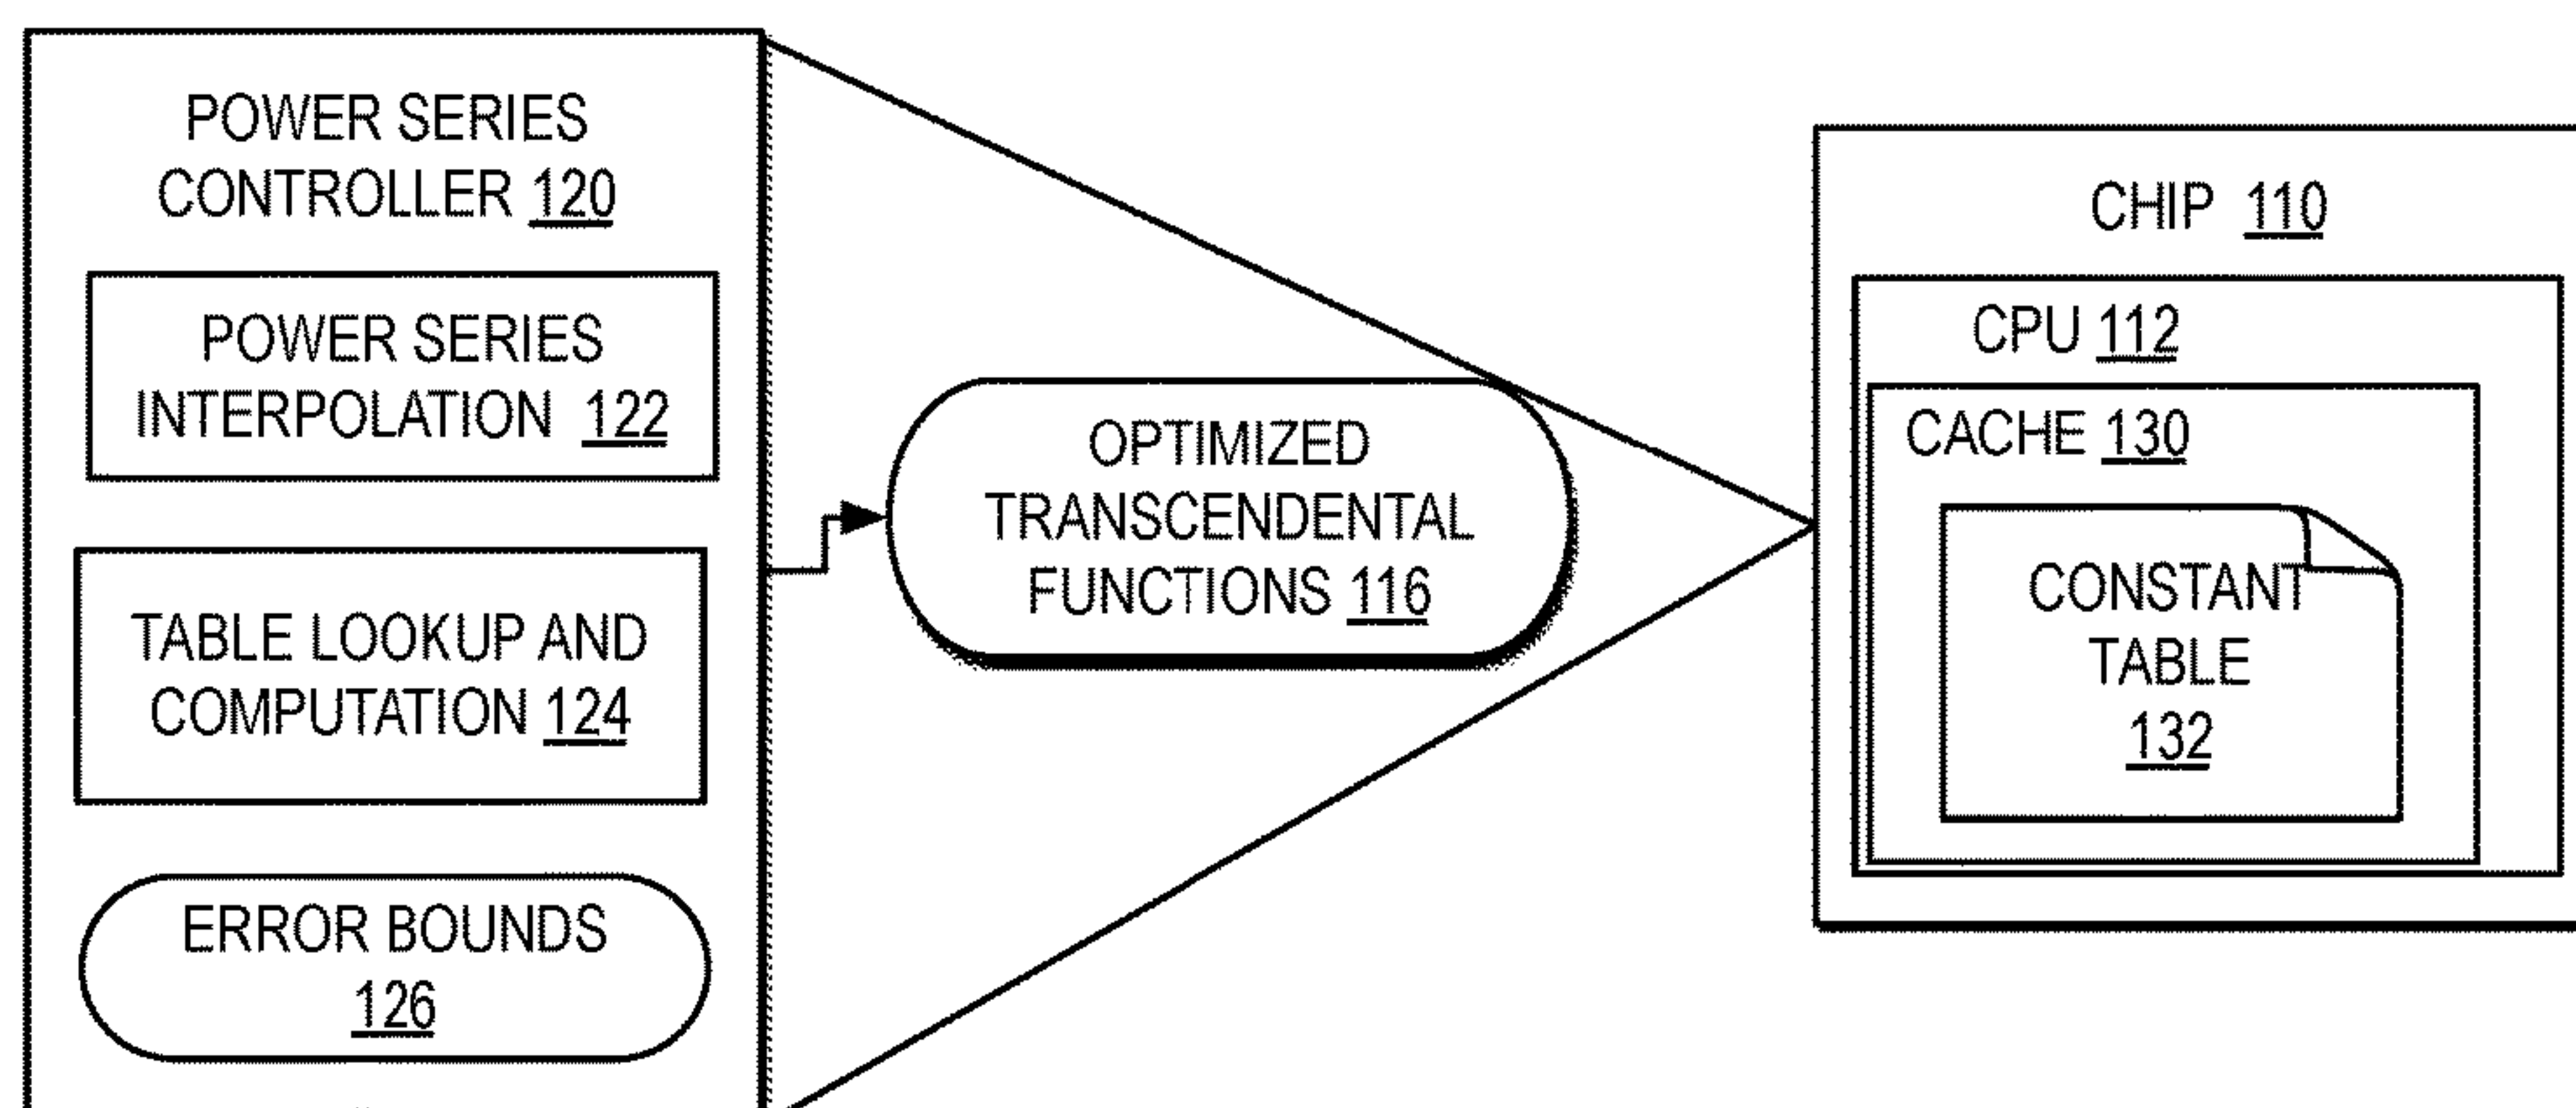 POWER SERIES
CONTROLLER 120
POWER SERIES
INTERPOLATION 122
TABLE LOOKUP AND
COMPUTATION 124
ERROR BOUNDS
126
OPTIMIZED
TRANSCENDENTAL
FUNCTIONS 116
CHIP 110
CPU 112
CACHE 130
CONSTANT
TABLE
132